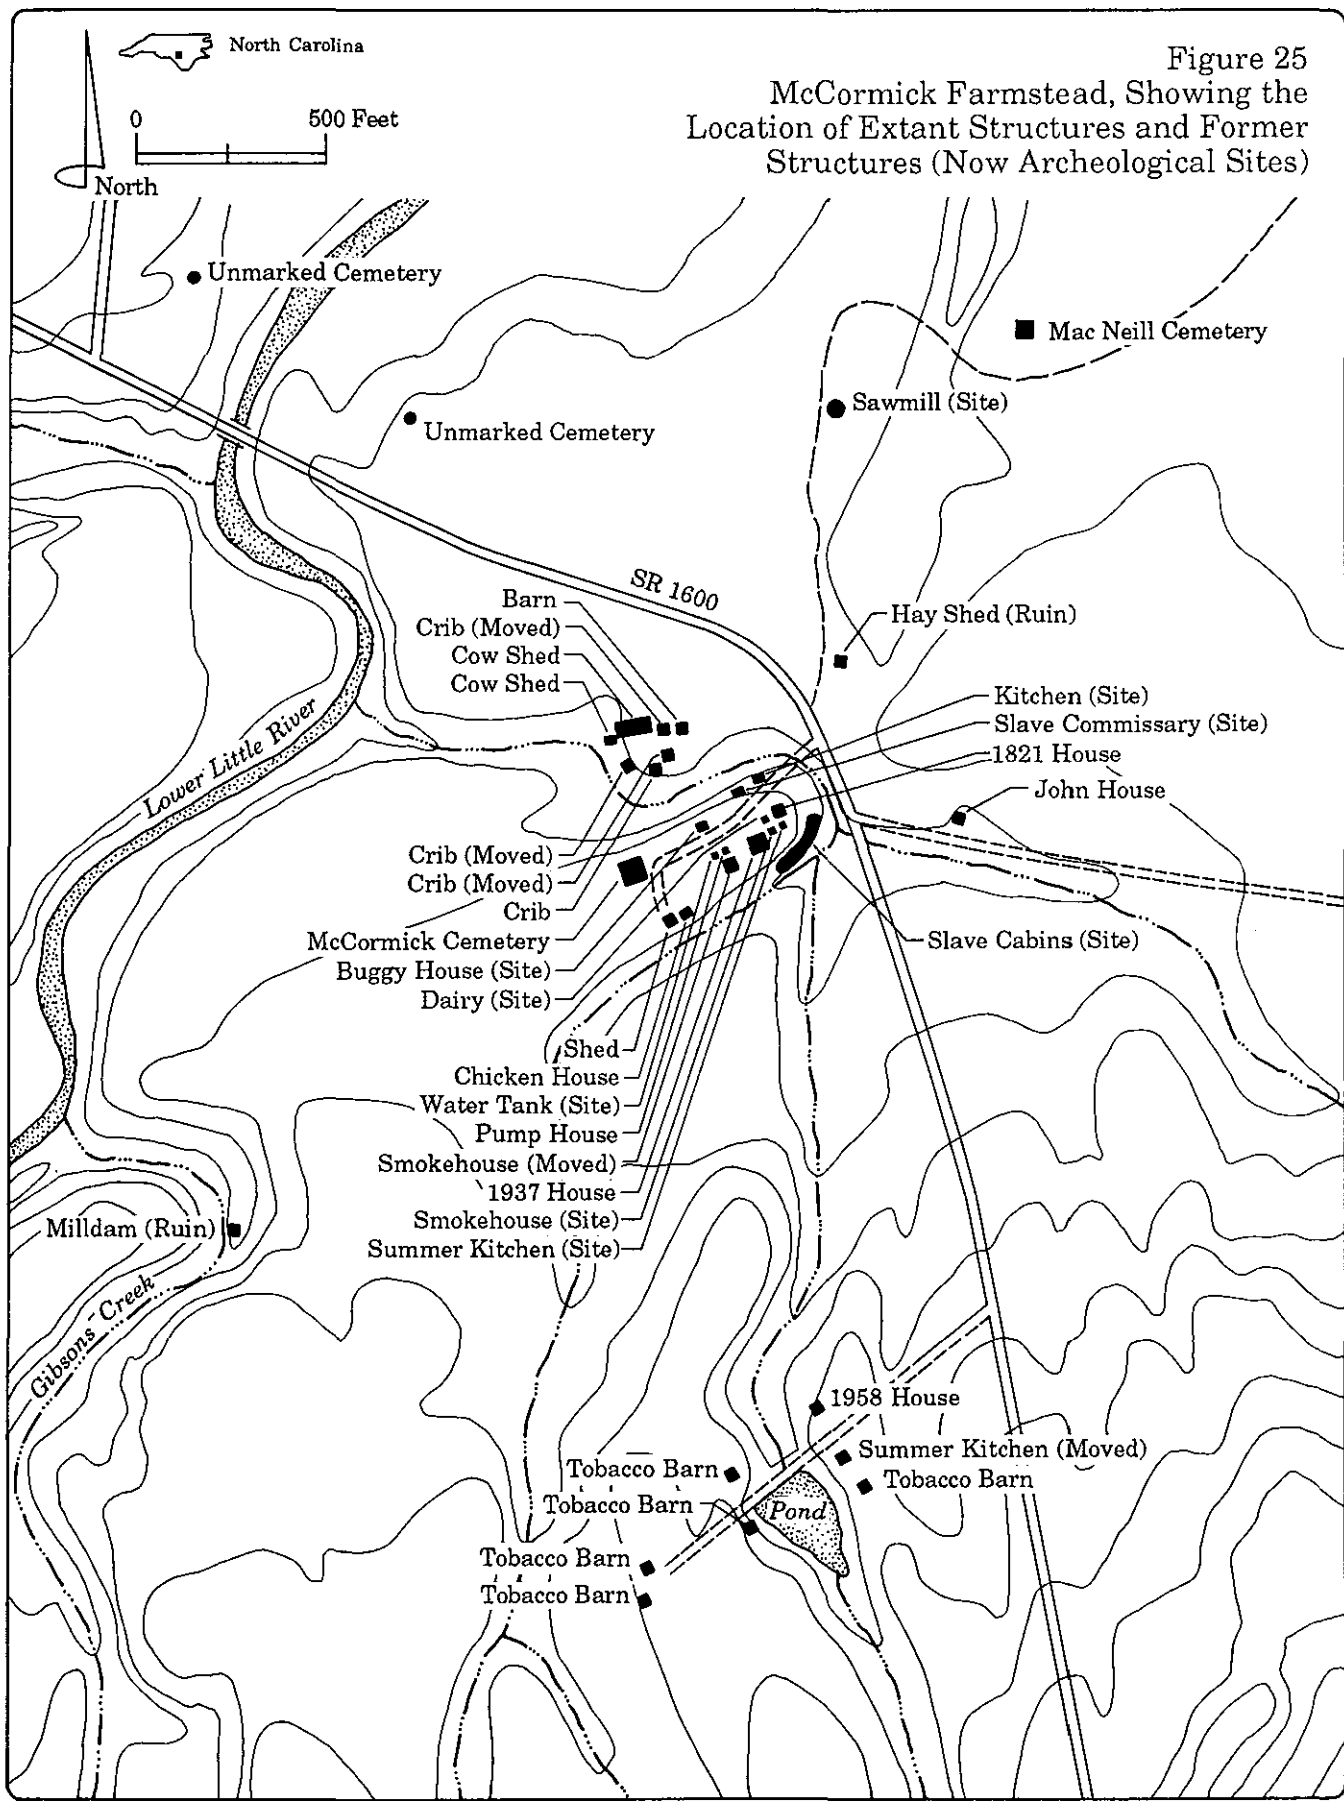 North Carolina
0 500 Feet
North
Figure 25
McCormick Farmstead, Showing the
Location of Extant Structures and Former
Structures (Now Archeological Sites)
Unmarked Cemetery
Mac Neill Cemetery
Sawmill (Site)
Unmarked Cemetery
SR 1600
Barn
Crib (Moved)
Cow Shed
Cow Shed
Hay Shed (Ruin)
Kitchen (Site)
Slave Commissary (Site)
1821 House
John House
Lower Little River
Crib (Moved)
Crib (Moved)
Crib
McCormick Cemetery
Buggy House (Site)
Dairy (Site)
Slave Cabins (Site)
Shed
Chicken House
Water Tank (Site)
Pump House
Smokehouse (Moved)
1937 House
Smokehouse (Site)
Summer Kitchen (Site)
Milldam (Ruin)
Gibsons Creek
1958 House
Summer Kitchen (Moved)
Tobacco Barn
Tobacco Barn
Tobacco Barn
Pond
Tobacco Barn
Tobacco Barn